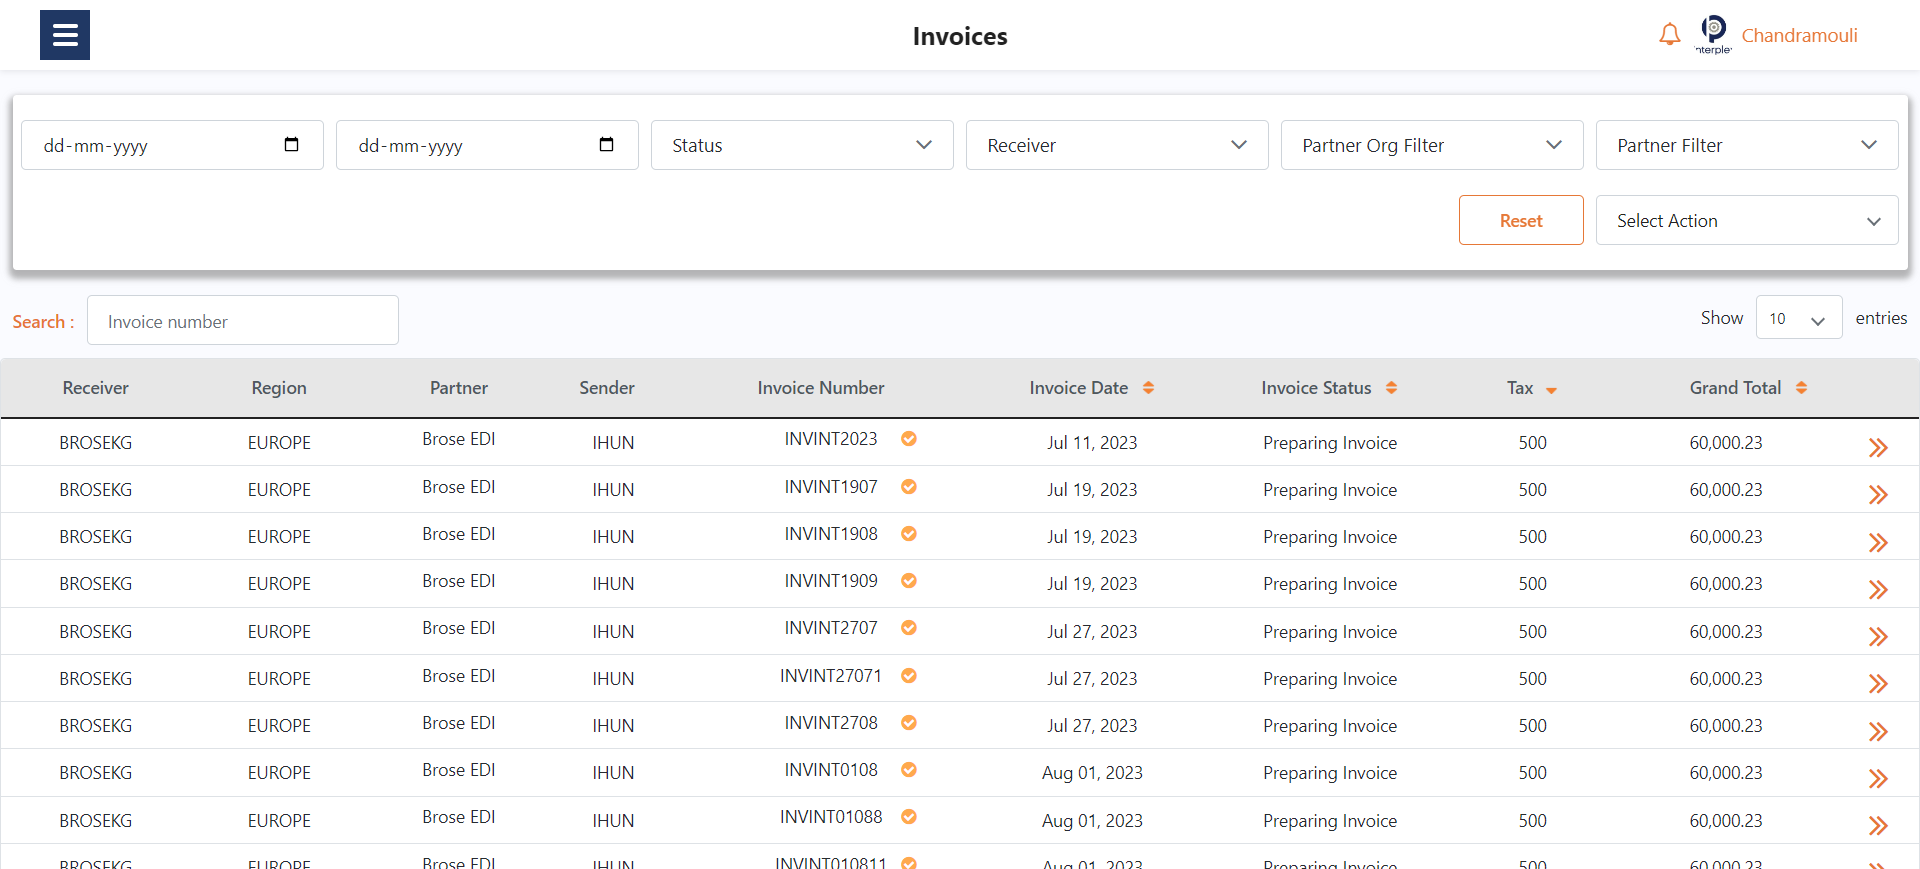 Invoices
nterple
Chandramouli
dd-mm-yyyy dd-mm-yyyy Status Receiver Partner Org Filter Partner Filter
Reset Select Action
Search : Invoice number Show 10 entries
Receiver Region Partner Sender Invoice Number Invoice Date Invoice Status Tax Grand Total
BROSEKG EUROPE Brose EDI IHUN INVINT2023 Jul 11, 2023 Preparing Invoice 500 60,000.23
BROSEKG EUROPE Brose EDI IHUN INVINT1907 Jul 19, 2023 Preparing Invoice 500 60,000.23
BROSEKG EUROPE Brose EDI IHUN INVINT1908 Jul 19, 2023 Preparing Invoice 500 60,000.23
BROSEKG EUROPE Brose EDI IHUN INVINT1909 Jul 19, 2023 Preparing Invoice 500 60,000.23
BROSEKG EUROPE Brose EDI IHUN INVINT2707 Jul 27, 2023 Preparing Invoice 500 60,000.23
BROSEKG EUROPE Brose EDI IHUN INVINT27071 Jul 27, 2023 Preparing Invoice 500 60,000.23
BROSEKG EUROPE Brose EDI IHUN INVINT2708 Jul 27, 2023 Preparing Invoice 500 60,000.23
BROSEKG EUROPE Brose EDI IHUN INVINT0108 Aug 01, 2023 Preparing Invoice 500 60,000.23
BROSEKG EUROPE Brose EDI IHUN INVINT01088 Aug 01, 2023 Preparing Invoice 500 60,000.23
BROSEKG EUROPE Brose EDI IHUN INVINT010811 Aug 01, 2023 Preparing Invoice 500 60,000.23